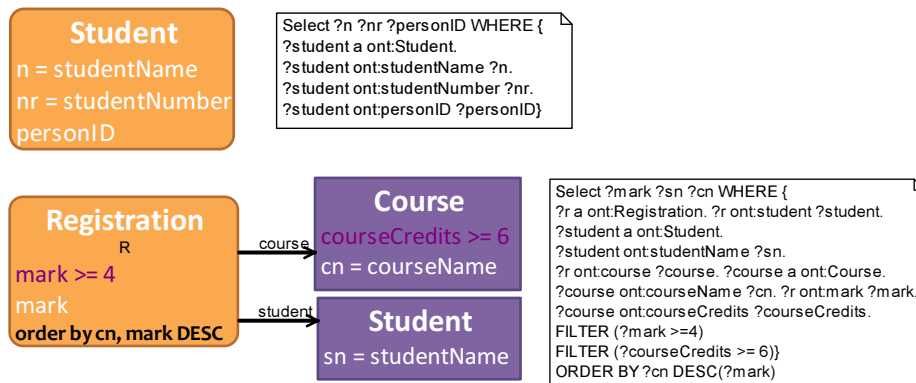 Student
n = studentName
nr = studentNumber
personID
Select ?n ?nr ?personID WHERE {
?student a ont:Student.
?student ont:studentName ?n.
?student ont:studentNumber ?nr.
?student ont:personID ?personID}
Registration
R
mark >= 4
mark
order by cn, mark DESC
course
student
Course
courseCredits >= 6
cn = courseName
Student
sn = studentName
Select ?mark ?sn ?cn WHERE {
?r a ont:Registration. ?r ont:student ?student.
?student a ont:Student.
?student ont:studentName ?sn.
?r ont:course ?course. ?course a ont:Course.
?course ont:courseName ?cn. ?r ont:mark ?mark.
?course ont:courseCredits ?courseCredits.
FILTER (?mark >=4)
FILTER (?courseCredits >= 6)}
ORDER BY ?cn DESC(?mark)